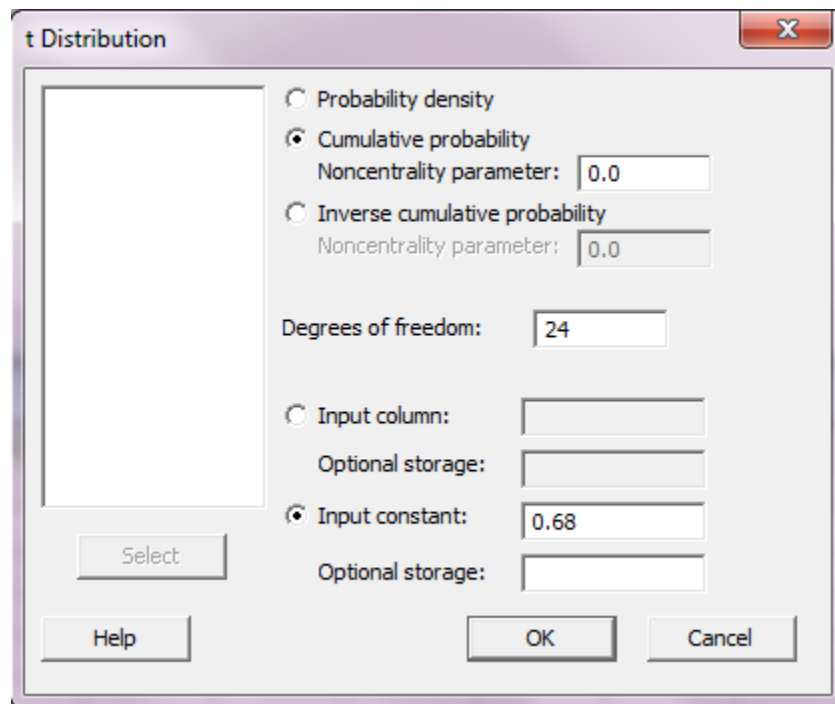 t Distribution
Probability density
Cumulative probability
Noncentrality parameter: 0.0
Inverse cumulative probability
Noncentrality parameter: 0.0
Degrees of freedom: 24
Input column:
Optional storage:
Input constant: 0.68
Select
Optional storage:
Help OK Cancel